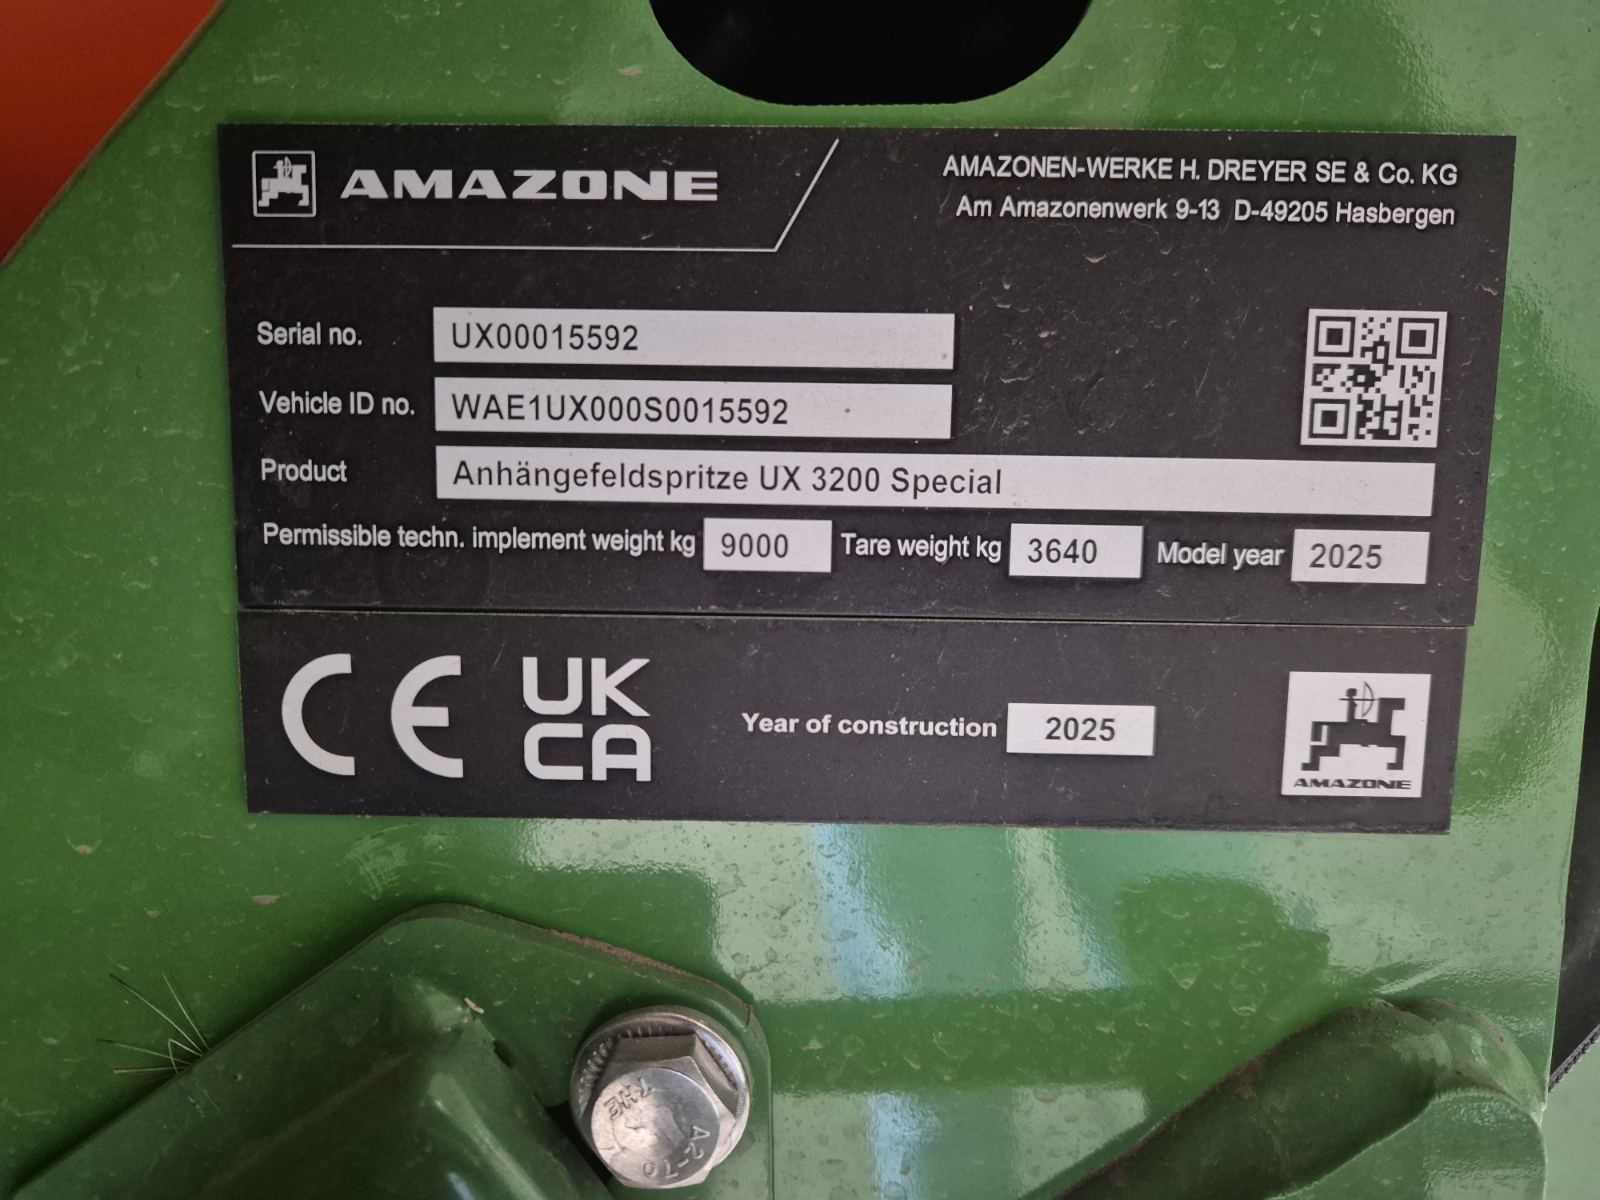 AMAZONE
AMAZONEN-WERKE H. DREYER SE & Co. KG
Am Amazonenwerk 9-13 D-49205 Hasbergen
Serial no. UX00015592
Vehicle ID no. WAE1UX000S0015592
Product Anhängefeldspritze UX 3200 Special
Permissible techn. implement weight kg 9000 Tare weight kg 3640 Model year 2025
CE UK
CA
Year of construction 2025
AMAZONE
A2-70